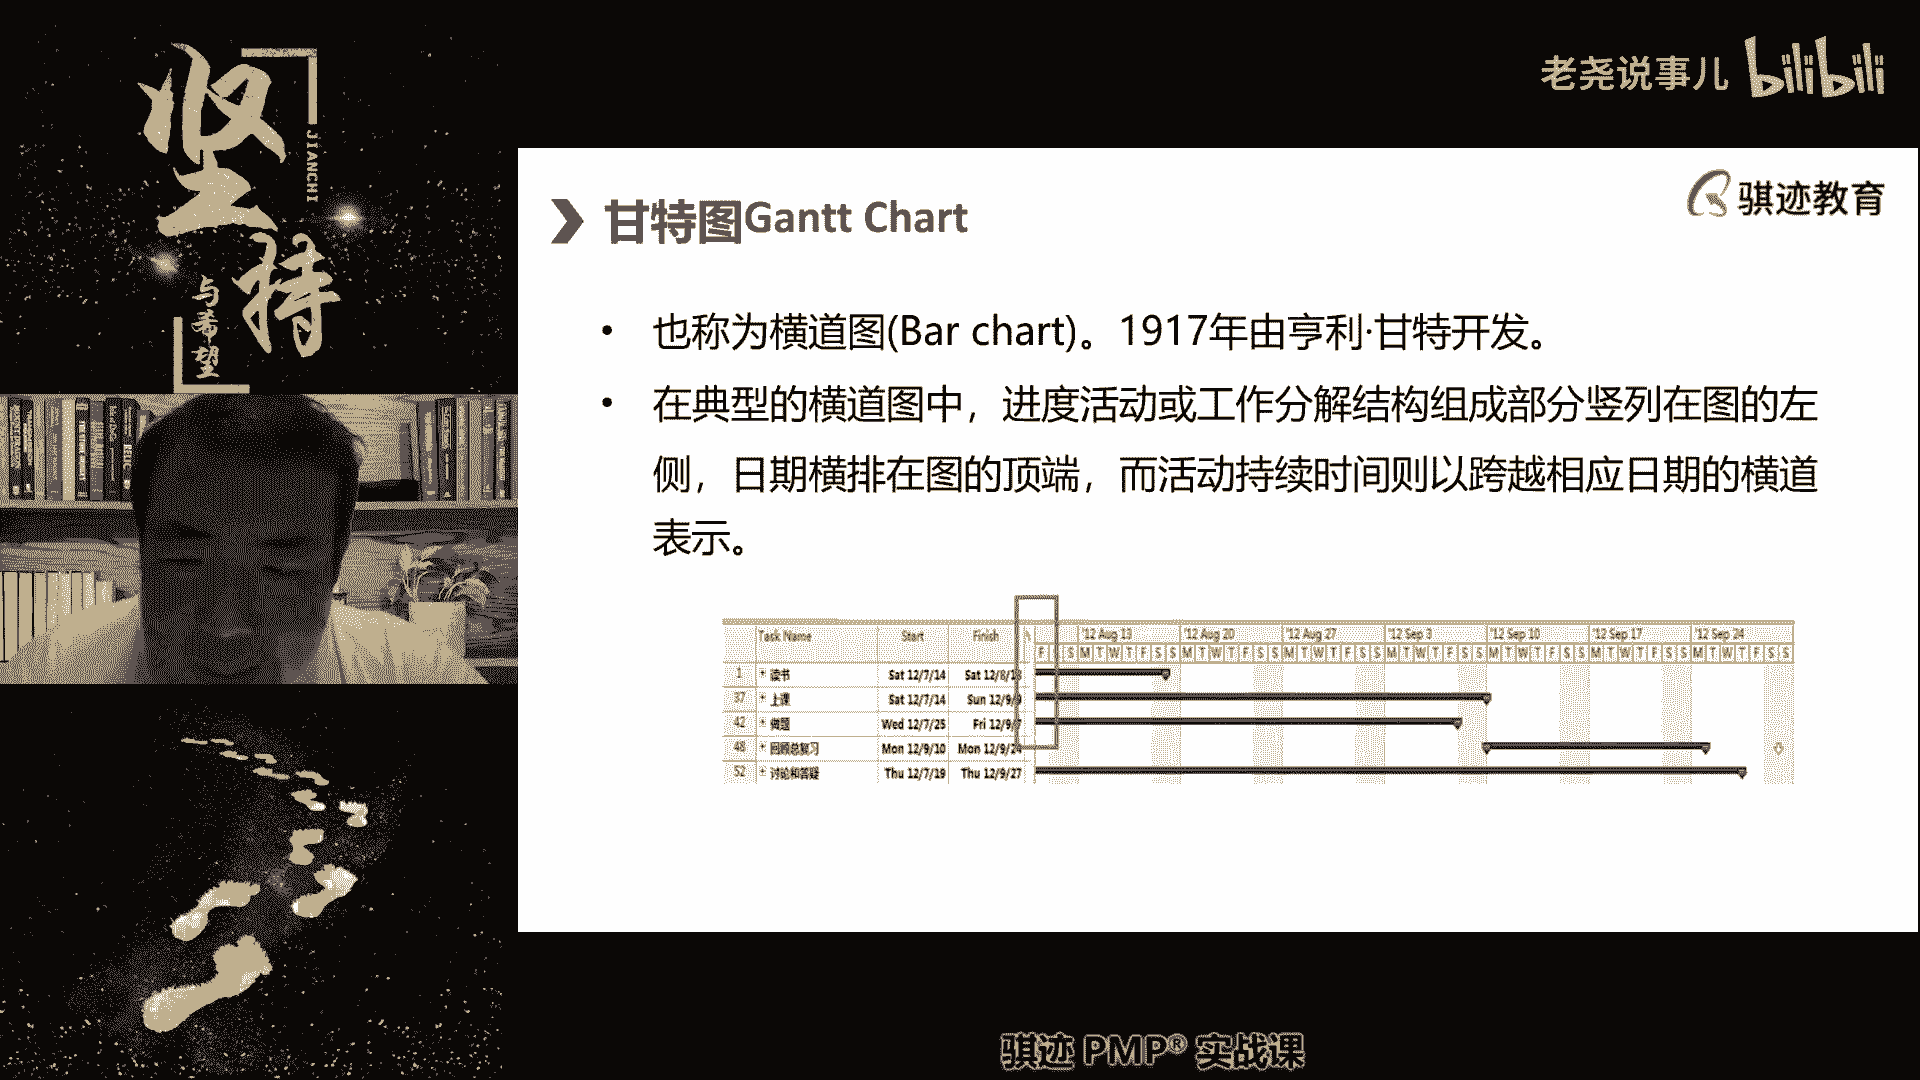 坚持
JIANCHI
与希望
老尧说事儿 bilibili
骐迹教育
甘特图Gantt Chart
• 也称为横道图(Bar chart)。1917年由亨利·甘特开发。
• 在典型的横道图中，进度活动或工作分解结构组成部分竖列在图的左
侧，日期横排在图的顶端，而活动持续时间则以跨越相应日期的横道
表示。
Task Name Start Finish '12 Aug 13 '12 Aug 20 '12 Aug 27 '12 Sep 3 '12 Sep 10 '12 Sep 17 '12 Sep 24
F S M T W T F S S M T W T F S S M T W T F S S M T W T F S S M T W T F S S M T W T F S S M T W T F S S
1 读书 Sat 12/7/14 Sat 12/8/18
37 上课 Sat 12/7/14 Sun 12/9/9
42 做题 Wed 12/7/25 Fri 12/9/7
48 回顾总复习 Mon 12/9/10 Mon 12/9/24
52 讨论和答疑 Thu 12/7/19 Thu 12/9/27
骐迹 PMP® 实战课